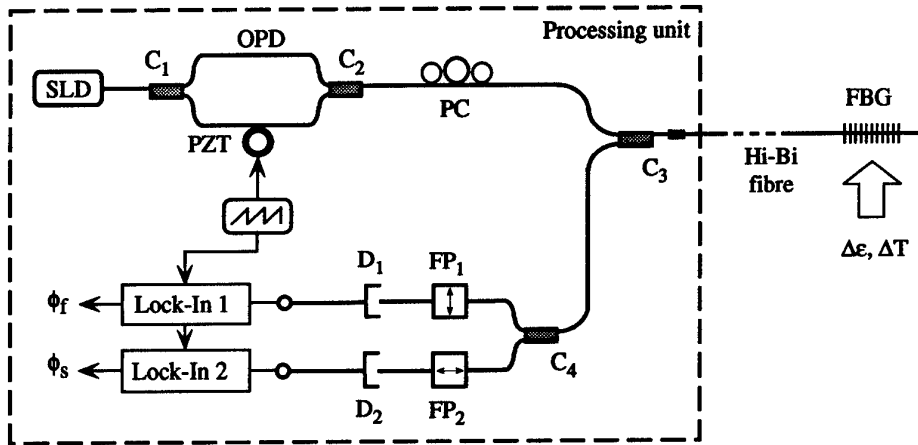 Processing unit
OPD
C₁
C₂
SLD
PC
PZT
FBG
C₃
Hi-Bi
fibre
Δε, ΔT
D₁
FP₁
ϕf
Lock-In 1
ϕs
Lock-In 2
C₄
D₂
FP₂